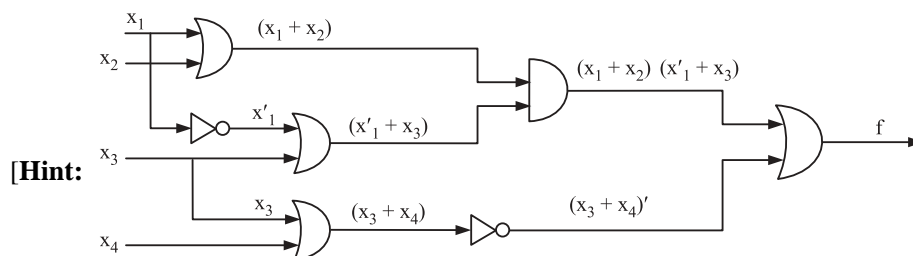 x₁ (x₁ + x₂)
x₂ (x₁ + x₂) (x'₁ + x₃)
x'₁ (x'₁ + x₃) f
[Hint: x₃
x₃ (x₃ + x₄) (x₃ + x₄)'
x₄